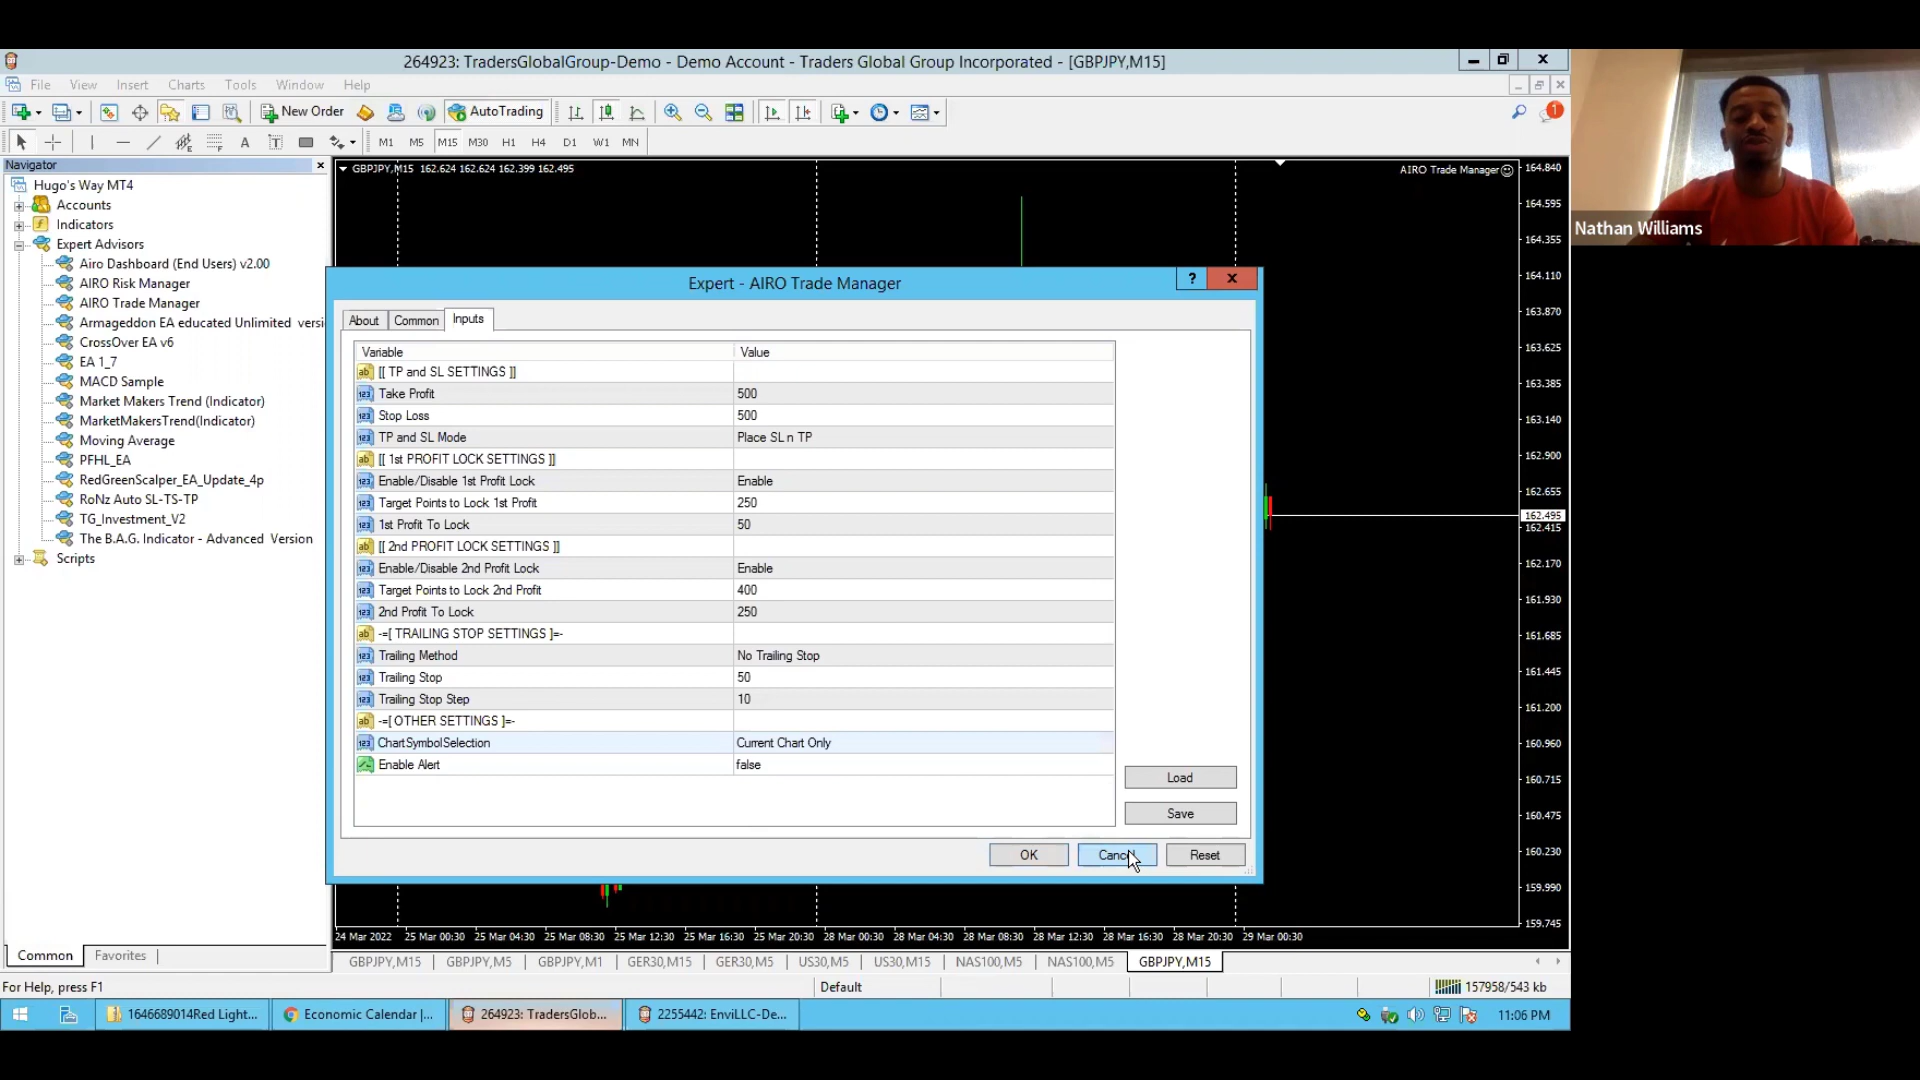 264923: TradersGlobalGroup-Demo - Demo Account - Traders Global Group Incorporated - [GBPJPY,M15]
File View Insert Charts Tools Window Help
New Order AutoTrading 1
A T M1 M5 M15 M30 H1 H4 D1 W1 MN
Navigator
Hugo's Way MT4
Accounts
Indicators
Expert Advisors
Airo Dashboard (End Users) v2.00
AIRO Risk Manager
AIRO Trade Manager
Armageddon EA educated Unlimited versi
CrossOver EA v6
EA 1_7
MACD Sample
Market Makers Trend (Indicator)
MarketMakersTrend(Indicator)
Moving Average
PFHL_EA
RedGreenScalper_EA_Update_4p
RoNz Auto SL-TS-TP
TG_Investment_V2
The B.A.G. Indicator - Advanced Version
Scripts
Common Favorites
GBPJPY,M15 162.624 162.624 162.399 162.495
AIRO Trade Manager
Expert - AIRO Trade Manager
?
About Common Inputs
Variable Value
[[ TP and SL SETTINGS ]]
Take Profit 500
Stop Loss 500
TP and SL Mode Place SL n TP
[[ 1st PROFIT LOCK SETTINGS ]]
Enable/Disable 1st Profit Lock Enable
Target Points to Lock 1st Profit 250
1st Profit To Lock 50
[[ 2nd PROFIT LOCK SETTINGS ]]
Enable/Disable 2nd Profit Lock Enable
Target Points to Lock 2nd Profit 400
2nd Profit To Lock 250
-=[ TRAILING STOP SETTINGS ]=-
Trailing Method No Trailing Stop
Trailing Stop 50
Trailing Stop Step 10
-=[ OTHER SETTINGS ]=-
ChartSymbolSelection Current Chart Only
Enable Alert false
Load
Save
OK Cancel Reset
164.840
164.595
164.355
164.110
163.870
163.625
163.385
163.140
162.900
162.655
162.495
162.415
162.170
161.930
161.685
161.445
161.200
160.960
160.715
160.475
160.230
159.990
159.745
24 Mar 2022 25 Mar 00:30 25 Mar 04:30 25 Mar 08:30 25 Mar 12:30 25 Mar 16:30 25 Mar 20:30 28 Mar 00:30 28 Mar 04:30 28 Mar 08:30 28 Mar 12:30 28 Mar 16:30 28 Mar 20:30 29 Mar 00:30
GBPJPY,M15 GBPJPY,M5 GBPJPY,M1 GER30,M15 GER30,M5 US30,M5 US30,M15 NAS100,M5 NAS100,M5 GBPJPY,M15
For Help, press F1 Default 157958/543 kb
1646689014Red Light... Economic Calendar |... 264923: TradersGlob... 2255442: EnviLLC-De... 11:06 PM
Nathan Williams